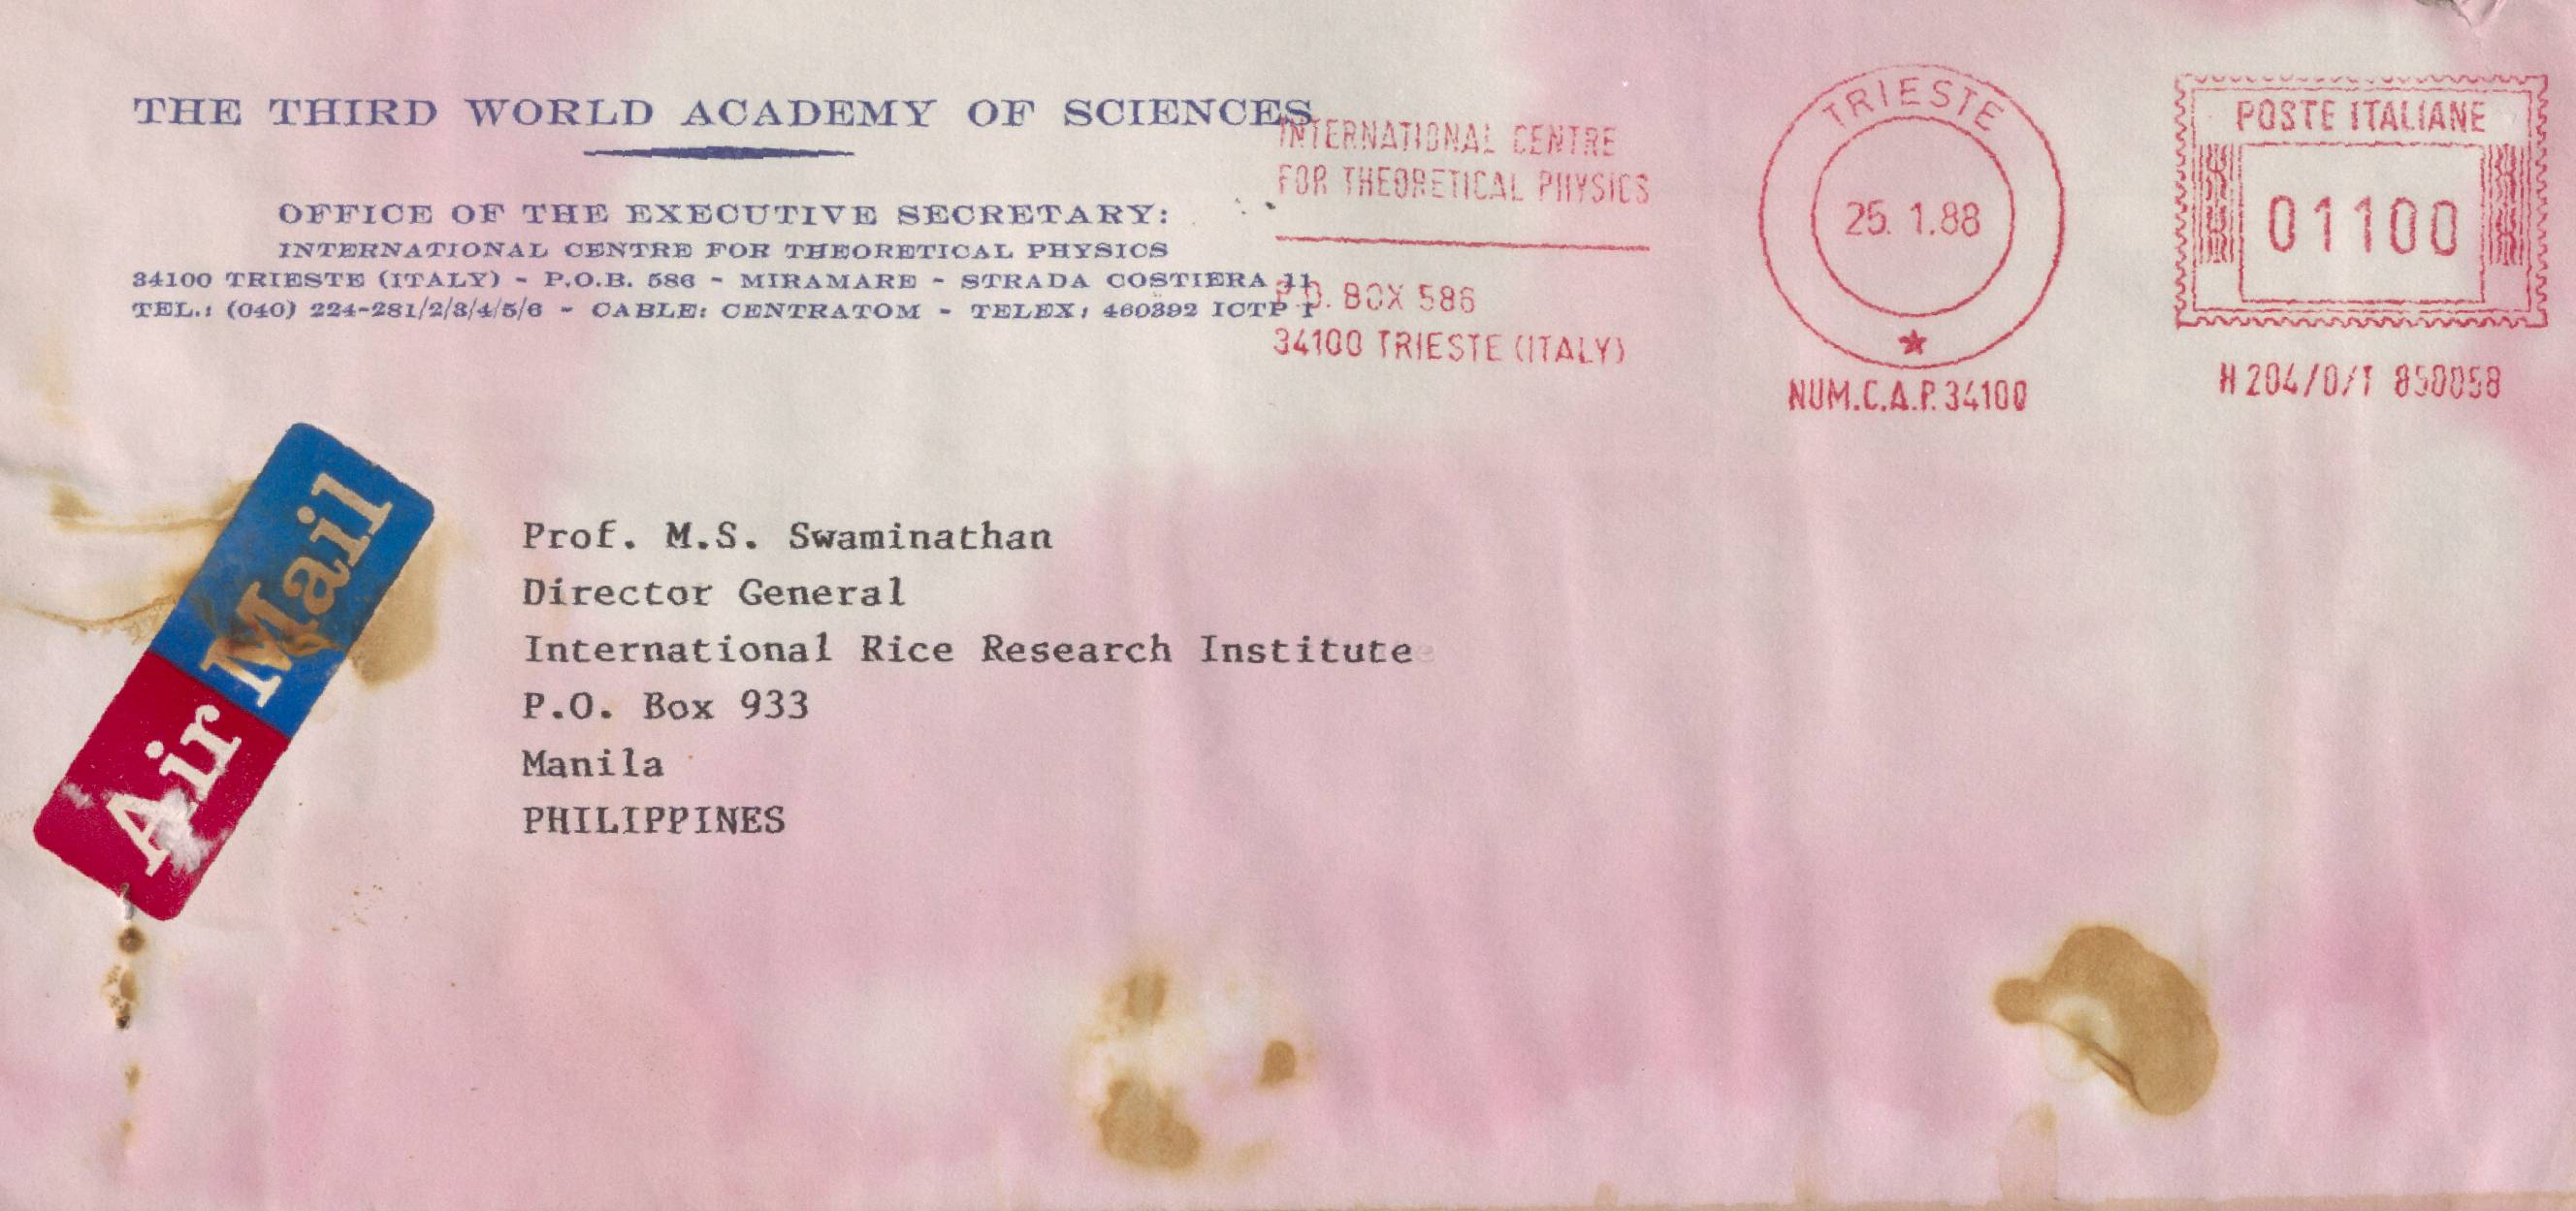 THE THIRD WORLD ACADEMY OF SCIENCES
OFFICE OF THE EXECUTIVE SECRETARY:
INTERNATIONAL CENTRE FOR THEORETICAL PHYSICS
34100 TRIESTE (ITALY) - P.O.B. 586 - MIRAMARE - STRADA COSTIERA 11
TEL.: (040) 224-281/2/3/4/5/6 - CABLE: CENTRATOM - TELEX: 460392 ICTP I
INTERNATIONAL CENTRE
FOR THEORETICAL PHYSICS
P.O. BOX 586
34100 TRIESTE (ITALY)
TRIESTE
25. 1.88
NUM.C.A.P. 34100
POSTE ITALIANE
01100
H 204/0/T 850058
Air Mail
Prof. M.S. Swaminathan
Director General
International Rice Research Institute
P.O. Box 933
Manila
PHILIPPINES